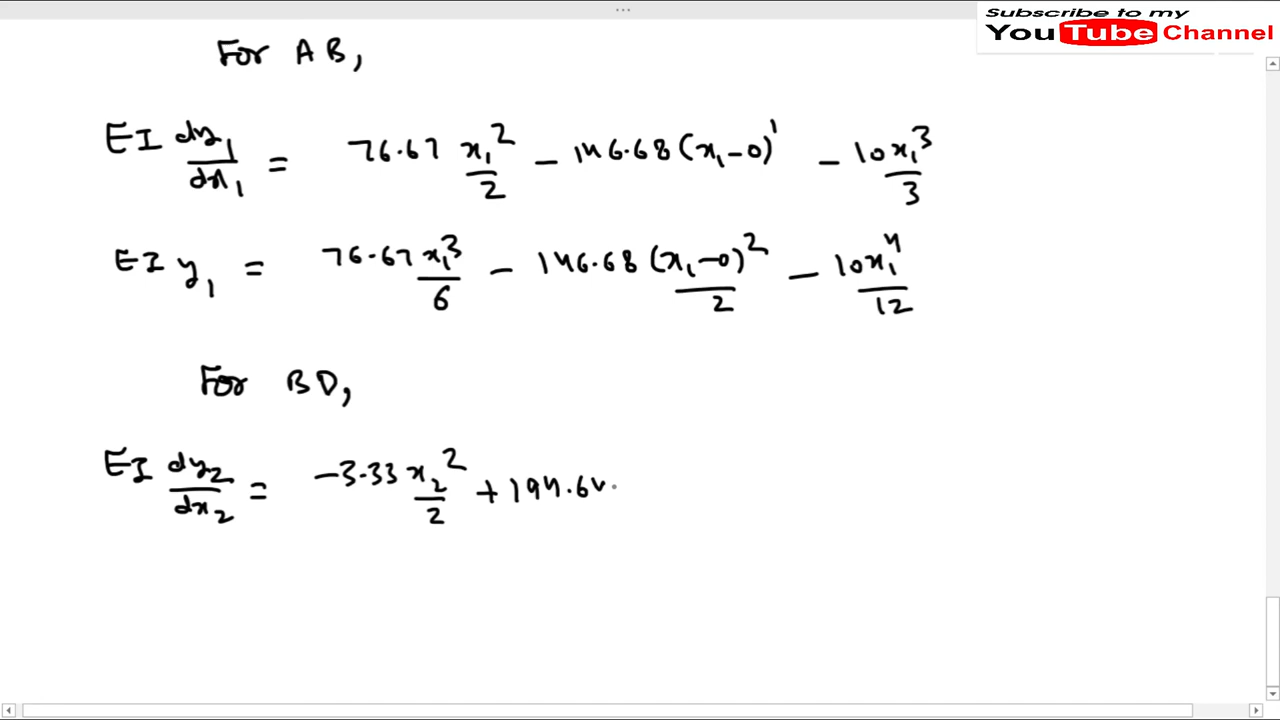 ...
Subscribe to my
YouTube Channel
For AB,
EI dy₁/dx₁ = 76.67 x₁²/2 − 146.68 (x₁−0)¹ − 10x₁³/3
EI y₁ = 76.67 x₁³/6 − 146.68 (x₁−0)²/2 − 10x₁⁴/12
For BD,
EI dy₂/dx₂ = −3.33 x₂²/2 + 194.64